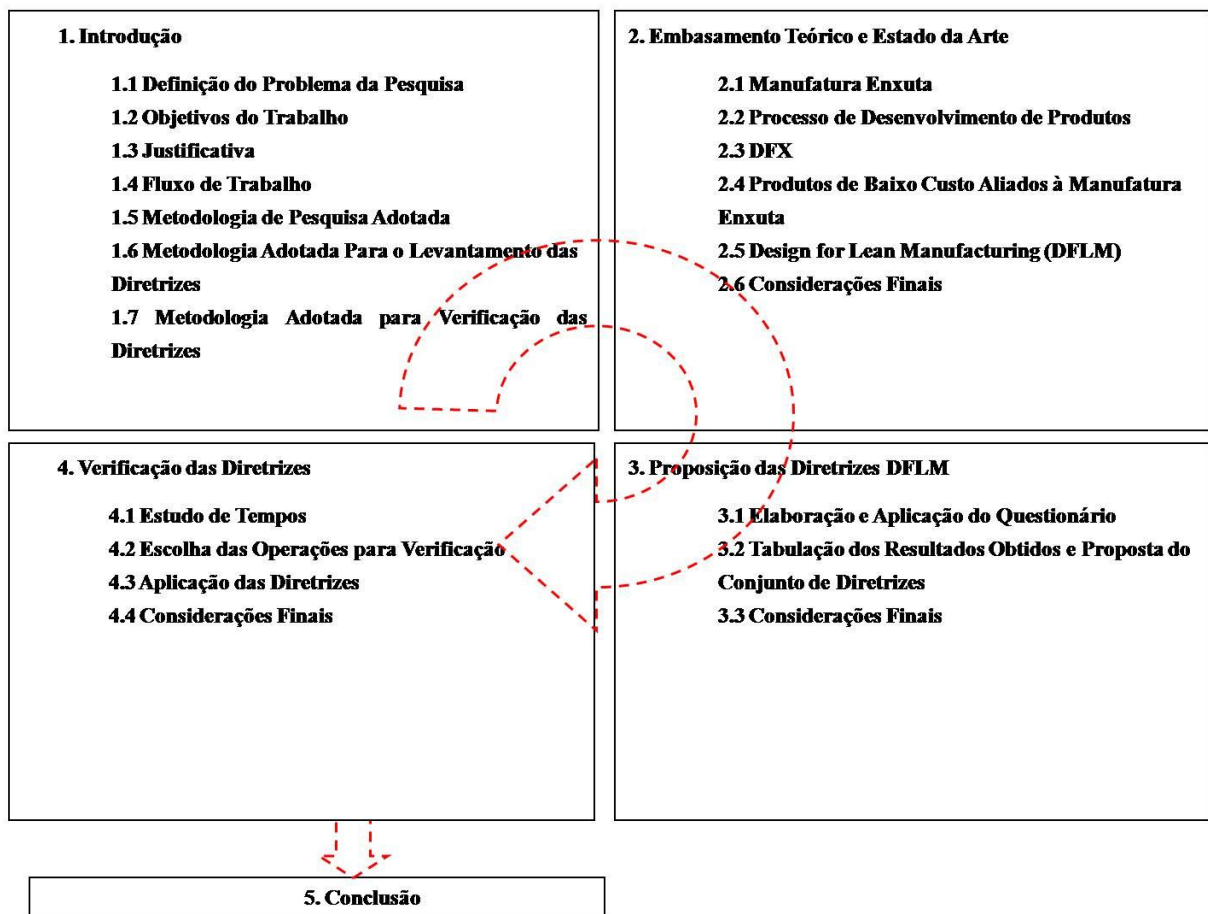 1. Introdução
1.1 Definição do Problema da Pesquisa
1.2 Objetivos do Trabalho
1.3 Justificativa
1.4 Fluxo de Trabalho
1.5 Metodologia de Pesquisa Adotada
1.6 Metodologia Adotada Para o Levantamento das
Diretrizes
1.7 Metodologia Adotada para Verificação das
Diretrizes
2. Embasamento Teórico e Estado da Arte
2.1 Manufatura Enxuta
2.2 Processo de Desenvolvimento de Produtos
2.3 DFX
2.4 Produtos de Baixo Custo Aliados à Manufatura
Enxuta
2.5 Design for Lean Manufacturing (DFLM)
2.6 Considerações Finais
3. Proposição das Diretrizes DFLM
3.1 Elaboração e Aplicação do Questionário
3.2 Tabulação dos Resultados Obtidos e Proposta do
Conjunto de Diretrizes
3.3 Considerações Finais
4. Verificação das Diretrizes
4.1 Estudo de Tempos
4.2 Escolha das Operações para Verificação
4.3 Aplicação das Diretrizes
4.4 Considerações Finais
5. Conclusão